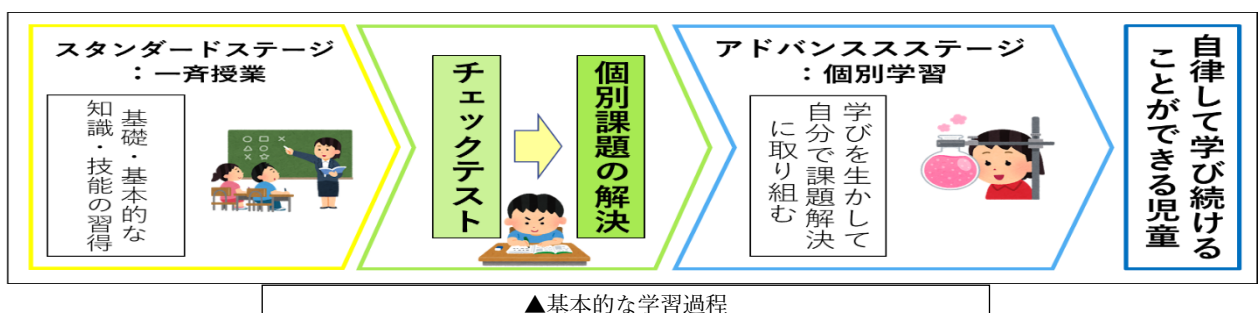 スタンダードステージ
：一斉授業
基礎・基本的な
知識・技能の習得
チェックテスト
個別課題の解決
アドバンススステージ
：個別学習
学びを生かして
自分で課題解決
に取り組む
自律して学び続ける
ことができる児童
▲基本的な学習過程